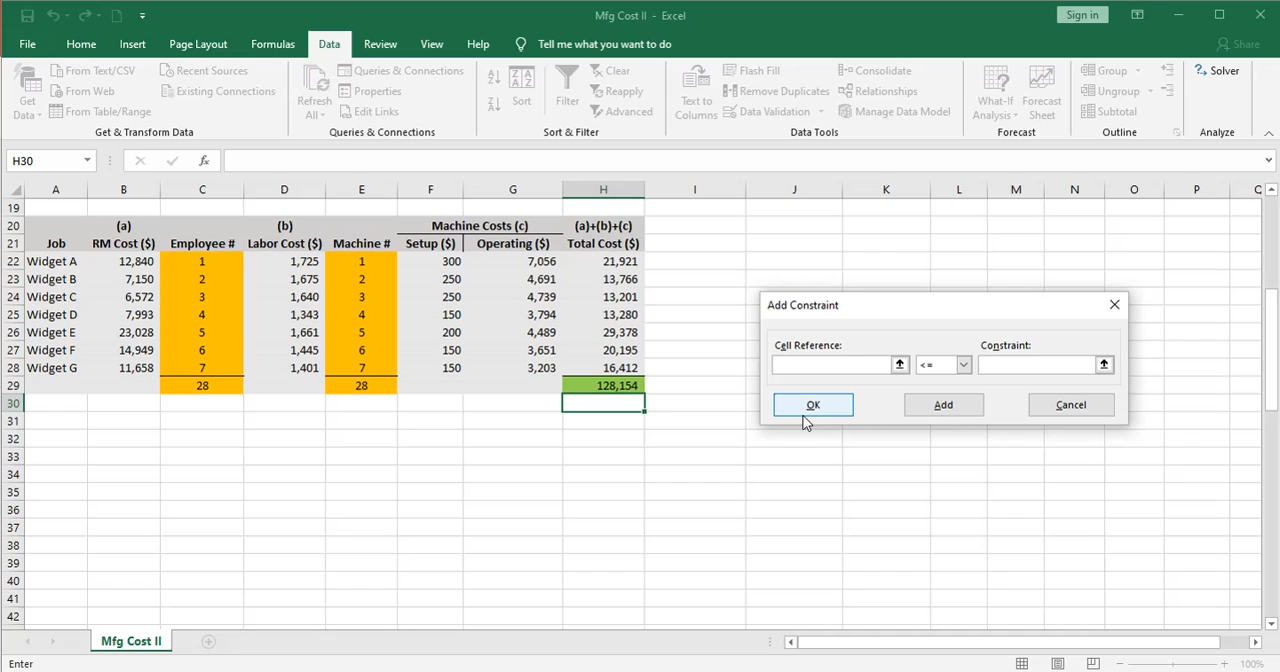 Mfg Cost II - Excel
Sign in
File Home Insert Page Layout Formulas Data Review View Help Tell me what you want to do Share
From Text/CSV Recent Sources Queries & Connections Clear Flash Fill Consolidate Group Solver
Get Data From Web Existing Connections Refresh All Properties Sort Filter Reapply Text to Columns Remove Duplicates Relationships What-If Analysis Forecast Sheet Ungroup
From Table/Range Edit Links Advanced Data Validation Manage Data Model Subtotal
Get & Transform Data Queries & Connections Sort & Filter Data Tools Forecast Outline Analyze
H30 fx
A B C D E F G H I J K L M N O P Q
19
20 (a) (b) Machine Costs (c) (a)+(b)+(c)
21 Job RM Cost ($) Employee # Labor Cost ($) Machine # Setup ($) Operating ($) Total Cost ($)
22 Widget A 12,840 1 1,725 1 300 7,056 21,921
23 Widget B 7,150 2 1,675 2 250 4,691 13,766
24 Widget C 6,572 3 1,640 3 250 4,739 13,201
25 Widget D 7,993 4 1,343 4 150 3,794 13,280
26 Widget E 23,028 5 1,661 5 200 4,489 29,378
27 Widget F 14,949 6 1,445 6 150 3,651 20,195
28 Widget G 11,658 7 1,401 7 150 3,203 16,412
29 28 28 128,154
30
31
32
33
34
35
36
37
38
39
40
41
42
Add Constraint
Cell Reference: Constraint:
<=
OK Add Cancel
Mfg Cost II
Enter 100%